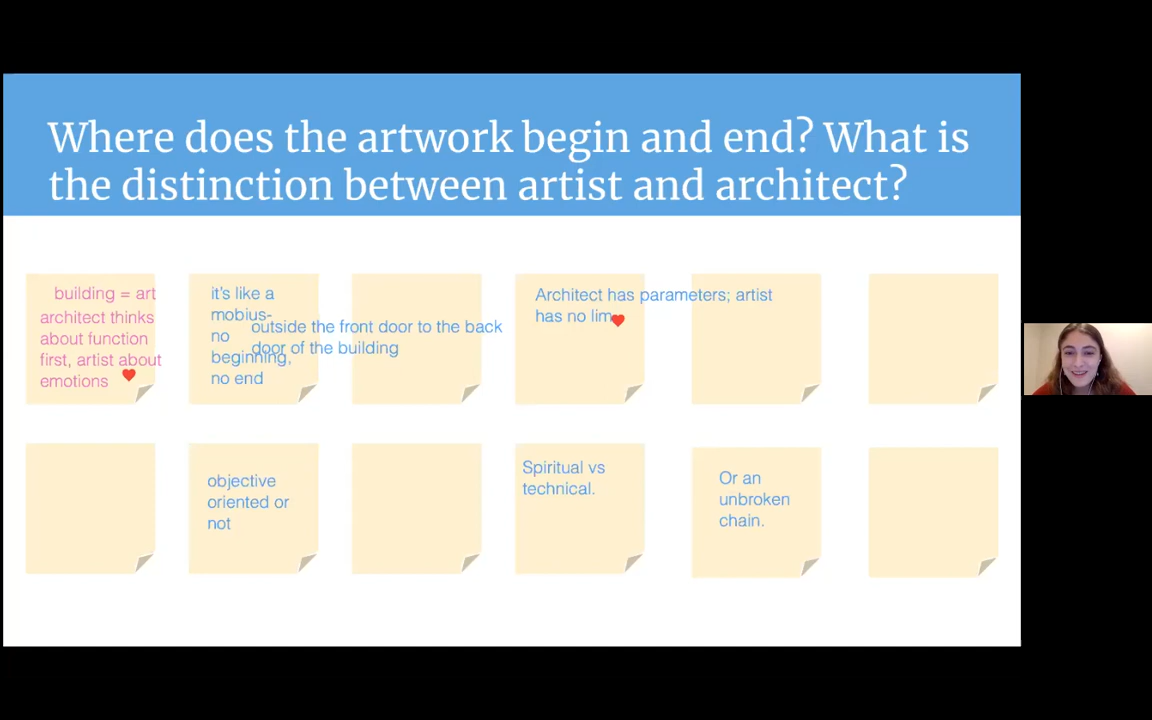 Where does the artwork begin and end? What is
the distinction between artist and architect?
building = art
architect thinks
about function
first, artist about
emotions
it's like a
mobius-
no
beginning,
no end
outside the front door to the back
door of the building
Architect has parameters; artist
has no lim
objective
oriented or
not
Spiritual vs
technical.
Or an
unbroken
chain.